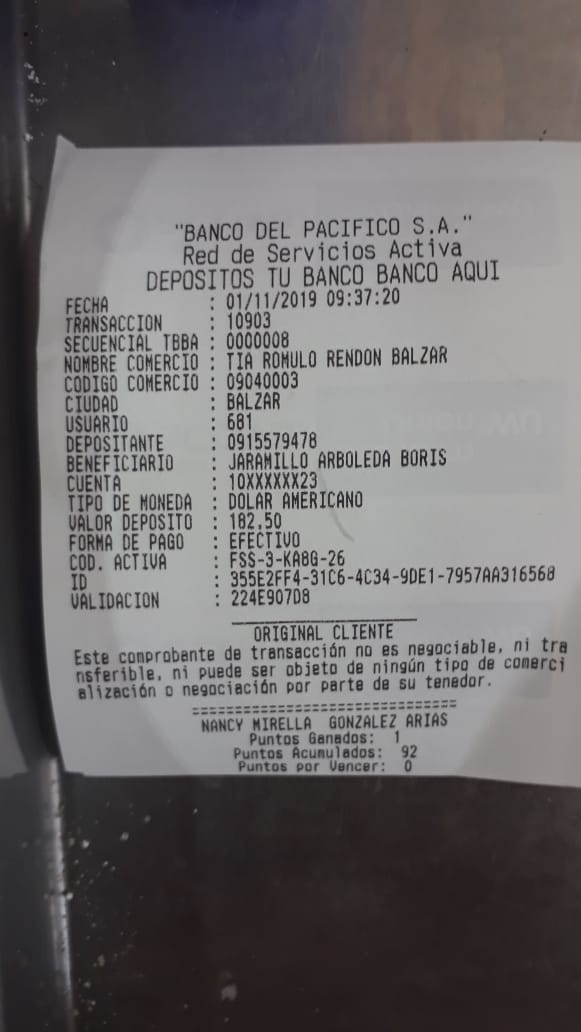 "BANCO DEL PACIFICO S.A."
Red de Servicios Activa
DEPOSITOS TU BANCO BANCO AQUI
FECHA : 01/11/2019 09:37:20
TRANSACCION : 10903
SECUENCIAL TBBA : 0000008
NOMBRE COMERCIO : TIA ROMULO RENDON BALZAR
CODIGO COMERCIO : 09040003
CIUDAD : BALZAR
USUARIO : 681
DEPOSITANTE : 0915579478
BENEFICIARIO : JARAMILLO ARBOLEDA BORIS
CUENTA : 10XXXXXX23
TIPO DE MONEDA : DOLAR AMERICANO
VALOR DEPOSITO : 182.50
FORMA DE PAGO : EFECTIVO
COD. ACTIVA : FSS-3-KA8G-26
ID : 355E2FF4-31C6-4C34-9DE1-7957AA316568
VALIDACION : 224E907D8
ORIGINAL CLIENTE
Este comprobante de transacción no es negociable, ni tra
nsferible, ni puede ser objeto de ningún tipo de comerci
alización o negociación por parte de su tenedor.
================================
NANCY MIRELLA GONZALEZ ARIAS
Puntos Ganados: 1
Puntos Acumulados: 92
Puntos por Vencer: 0